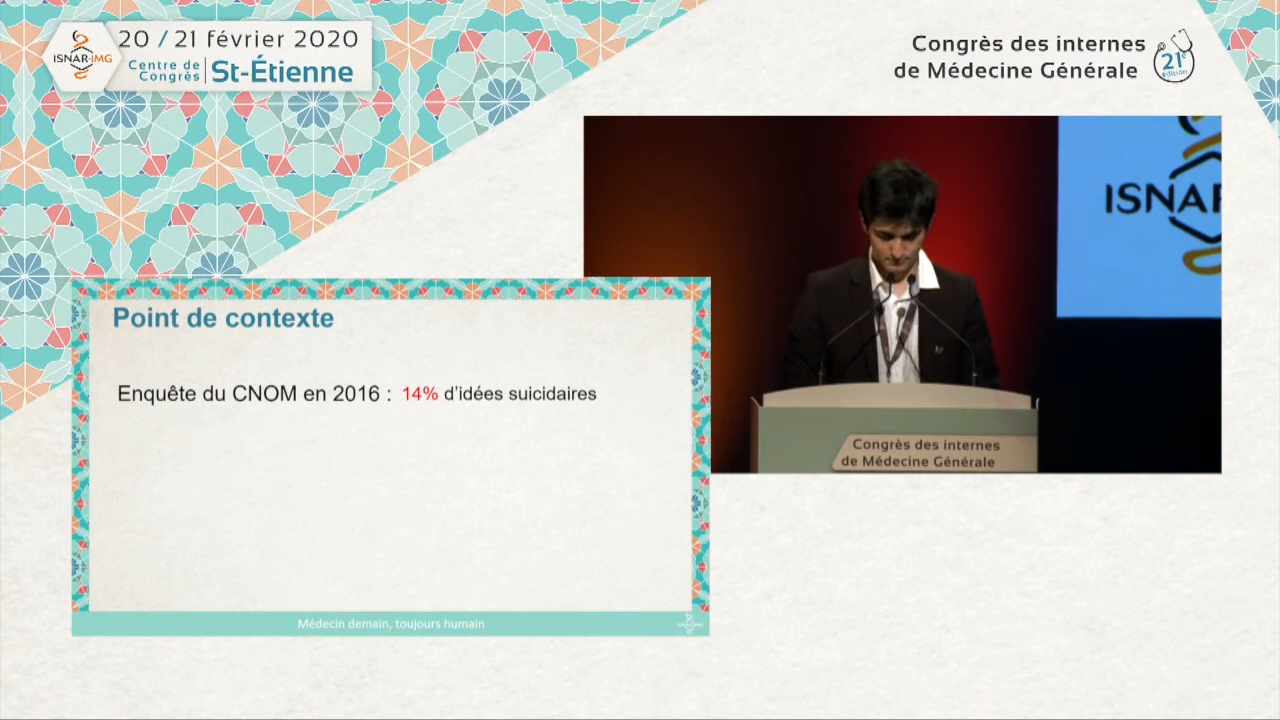 ISNAR-IMG
20 / 21 février 2020
Centre de
Congrès
St-Étienne
Congrès des internes
de Médecine Générale
21e
édition
ISNAR
Point de contexte
Enquête du CNOM en 2016 : 14% d'idées suicidaires
Congrès des internes
de Médecine Générale
Médecin demain, toujours humain